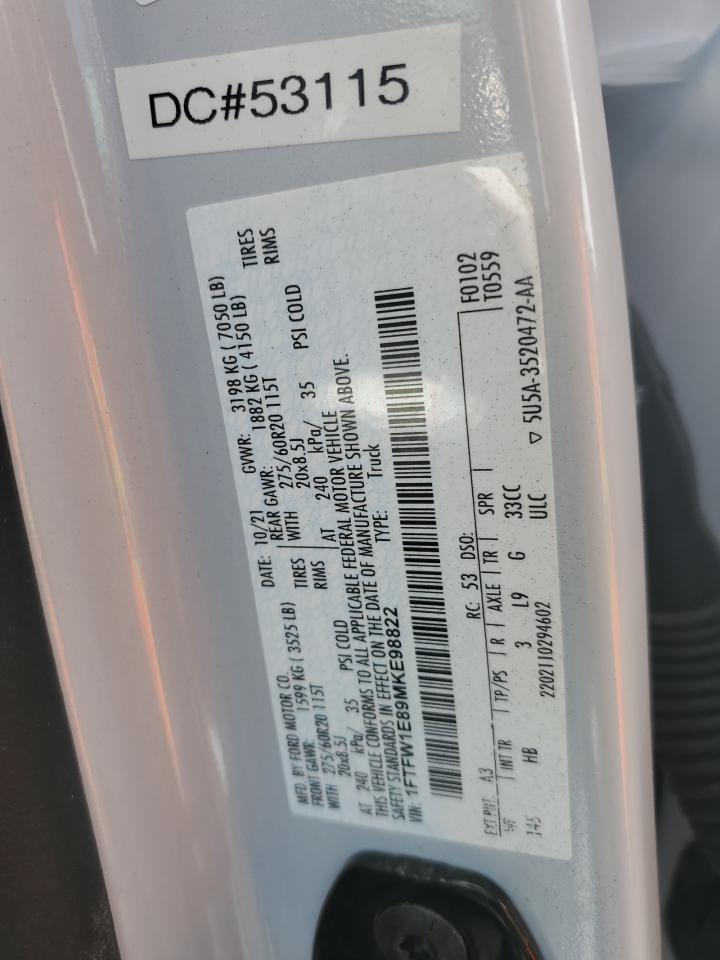 DC#53115
MFD. BY FORD MOTOR CO.
DATE: 10/21 GVWR: 3198 KG ( 7050 LB)
FRONT GAWR: 1599 KG ( 3525 LB)
REAR GAWR: 1882 KG ( 4150 LB)
WITH 275/60R20 115T TIRES
WITH 275/60R20 115T TIRES
20x8.5J RIMS
20x8.5J RIMS
AT 240 kPa/ 35 PSI COLD
AT 240 kPa/ 35 PSI COLD
THIS VEHICLE CONFORMS TO ALL APPLICABLE FEDERAL MOTOR VEHICLE
SAFETY STANDARDS IN EFFECT ON THE DATE OF MANUFACTURE SHOWN ABOVE.
VIN: 1FTFW1E89MKE98822 TYPE: Truck
F0102
EXT PNT: A3 RC: 53 DSO: T0559
WB INT TR TP/PS R AXLE TR SPR
145 HB 3 L9 G 33CC
2202110294602 ULC
▽ 5U5A-3520472-AA